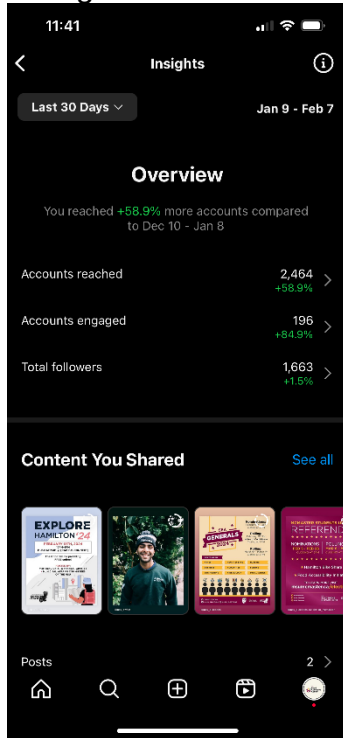 11:41
Insights
Last 30 Days
Jan 9 - Feb 7
Overview
You reached +58.9% more accounts compared
to Dec 10 - Jan 8
Accounts reached
2,464
+58.9%
Accounts engaged
196
+84.9%
Total followers
1,663
+1.5%
Content You Shared
See all
EXPLORE
HAMILTON'24
GENERALS
REFEREN
Posts
2